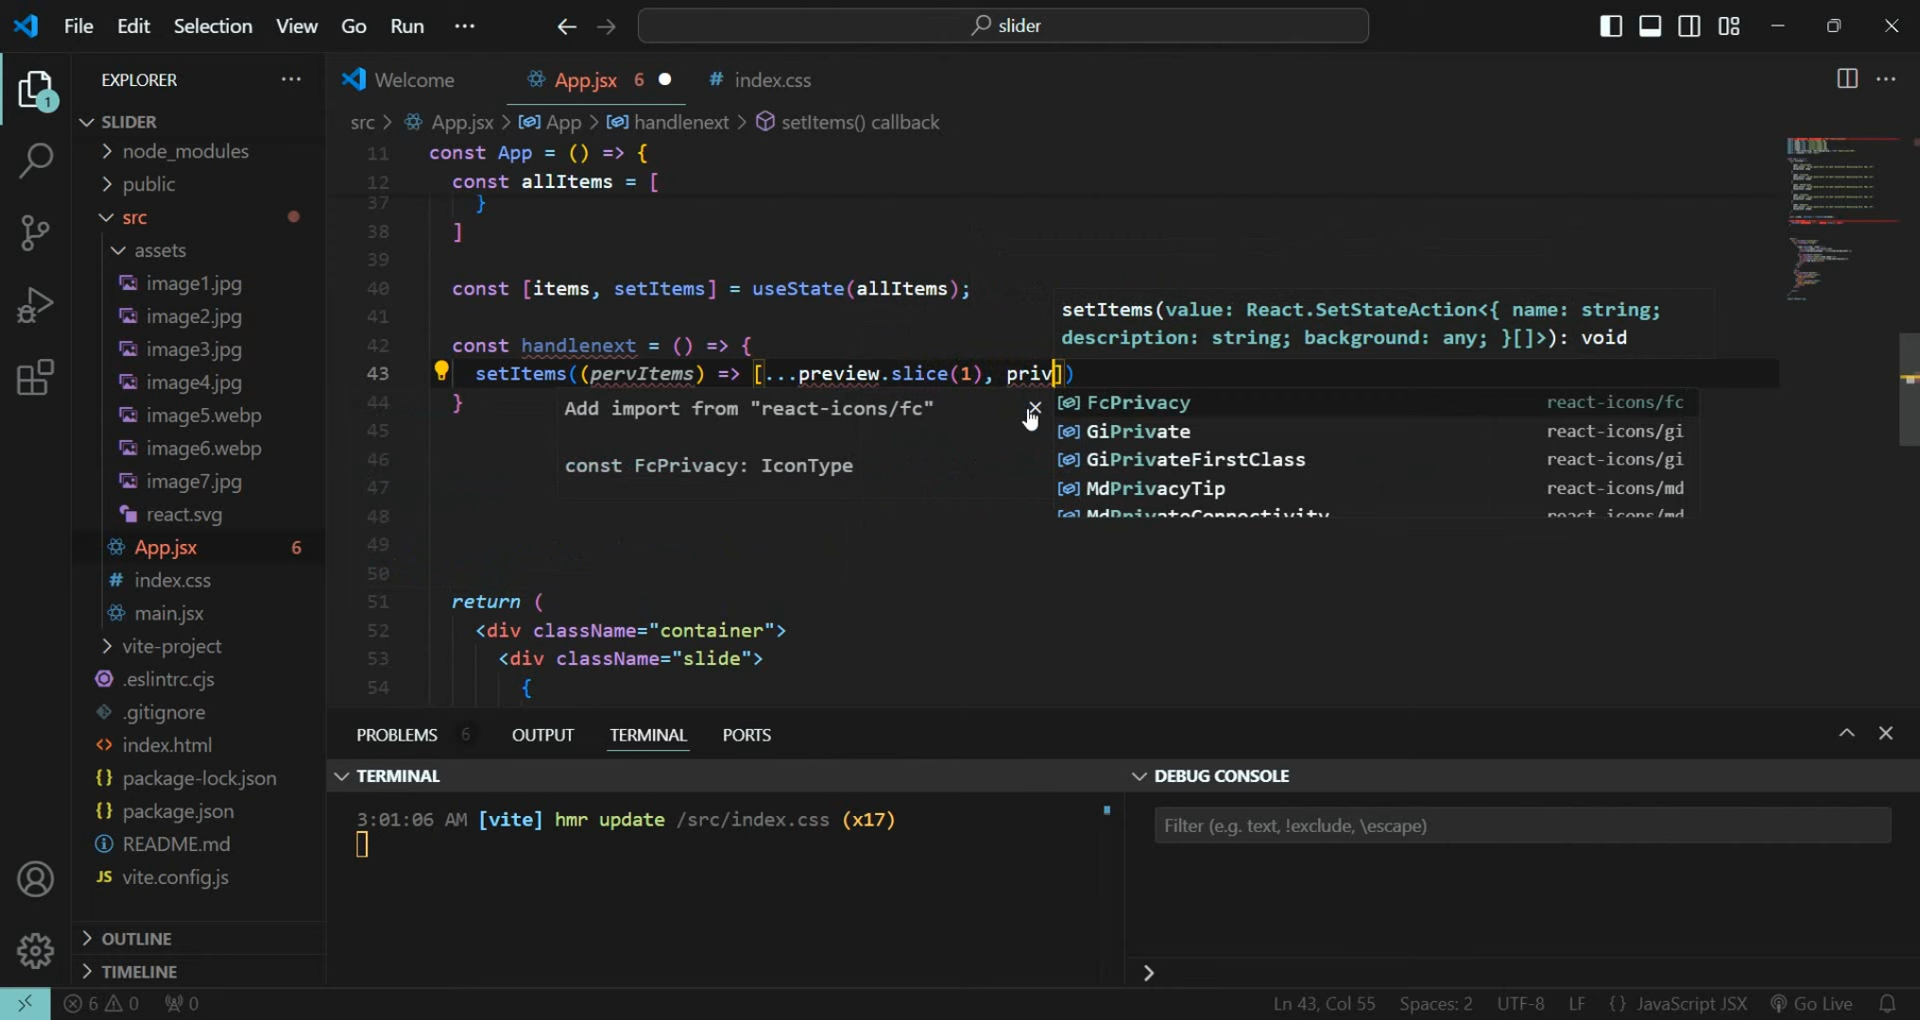 File Edit Selection View Go Run ··· slider
EXPLORER ···
SLIDER
node_modules
public
src
assets
image1.jpg
image2.jpg
image3.jpg
image4.jpg
image5.webp
image6.webp
image7.jpg
react.svg
App.jsx 6
index.css
main.jsx
vite-project
.eslintrc.cjs
.gitignore
index.html
package-lock.json
package.json
README.md
JS vite.config.js
OUTLINE
TIMELINE
1
Welcome App.jsx 6 # index.css
src > App.jsx > App > handlenext > setItems() callback
11 const App = () => {
12 const allItems = [
37 }
38 ]
39
40 const [items, setItems] = useState(allItems);
41
42 const handlenext = () => {
43 setItems((pervItems) => [...preview.slice(1), priv])
44 }
45
46
47
48
49
50
51 return (
52 <div className="container">
53 <div className="slide">
54 {
setItems(value: React.SetStateAction<{ name: string;
description: string; background: any; }[]>): void
Add import from "react-icons/fc"
const FcPrivacy: IconType
FcPrivacy react-icons/fc
GiPrivate react-icons/gi
GiPrivateFirstClass react-icons/gi
MdPrivacyTip react-icons/md
MdPrivateConnectivity react-icons/md
PROBLEMS 6 OUTPUT TERMINAL PORTS
TERMINAL
3:01:06 AM [vite] hmr update /src/index.css (x17)
DEBUG CONSOLE
Filter (e.g. text, !exclude, \escape)
6 0 0 Ln 43, Col 55 Spaces: 2 UTF-8 LF {} JavaScript JSX Go Live